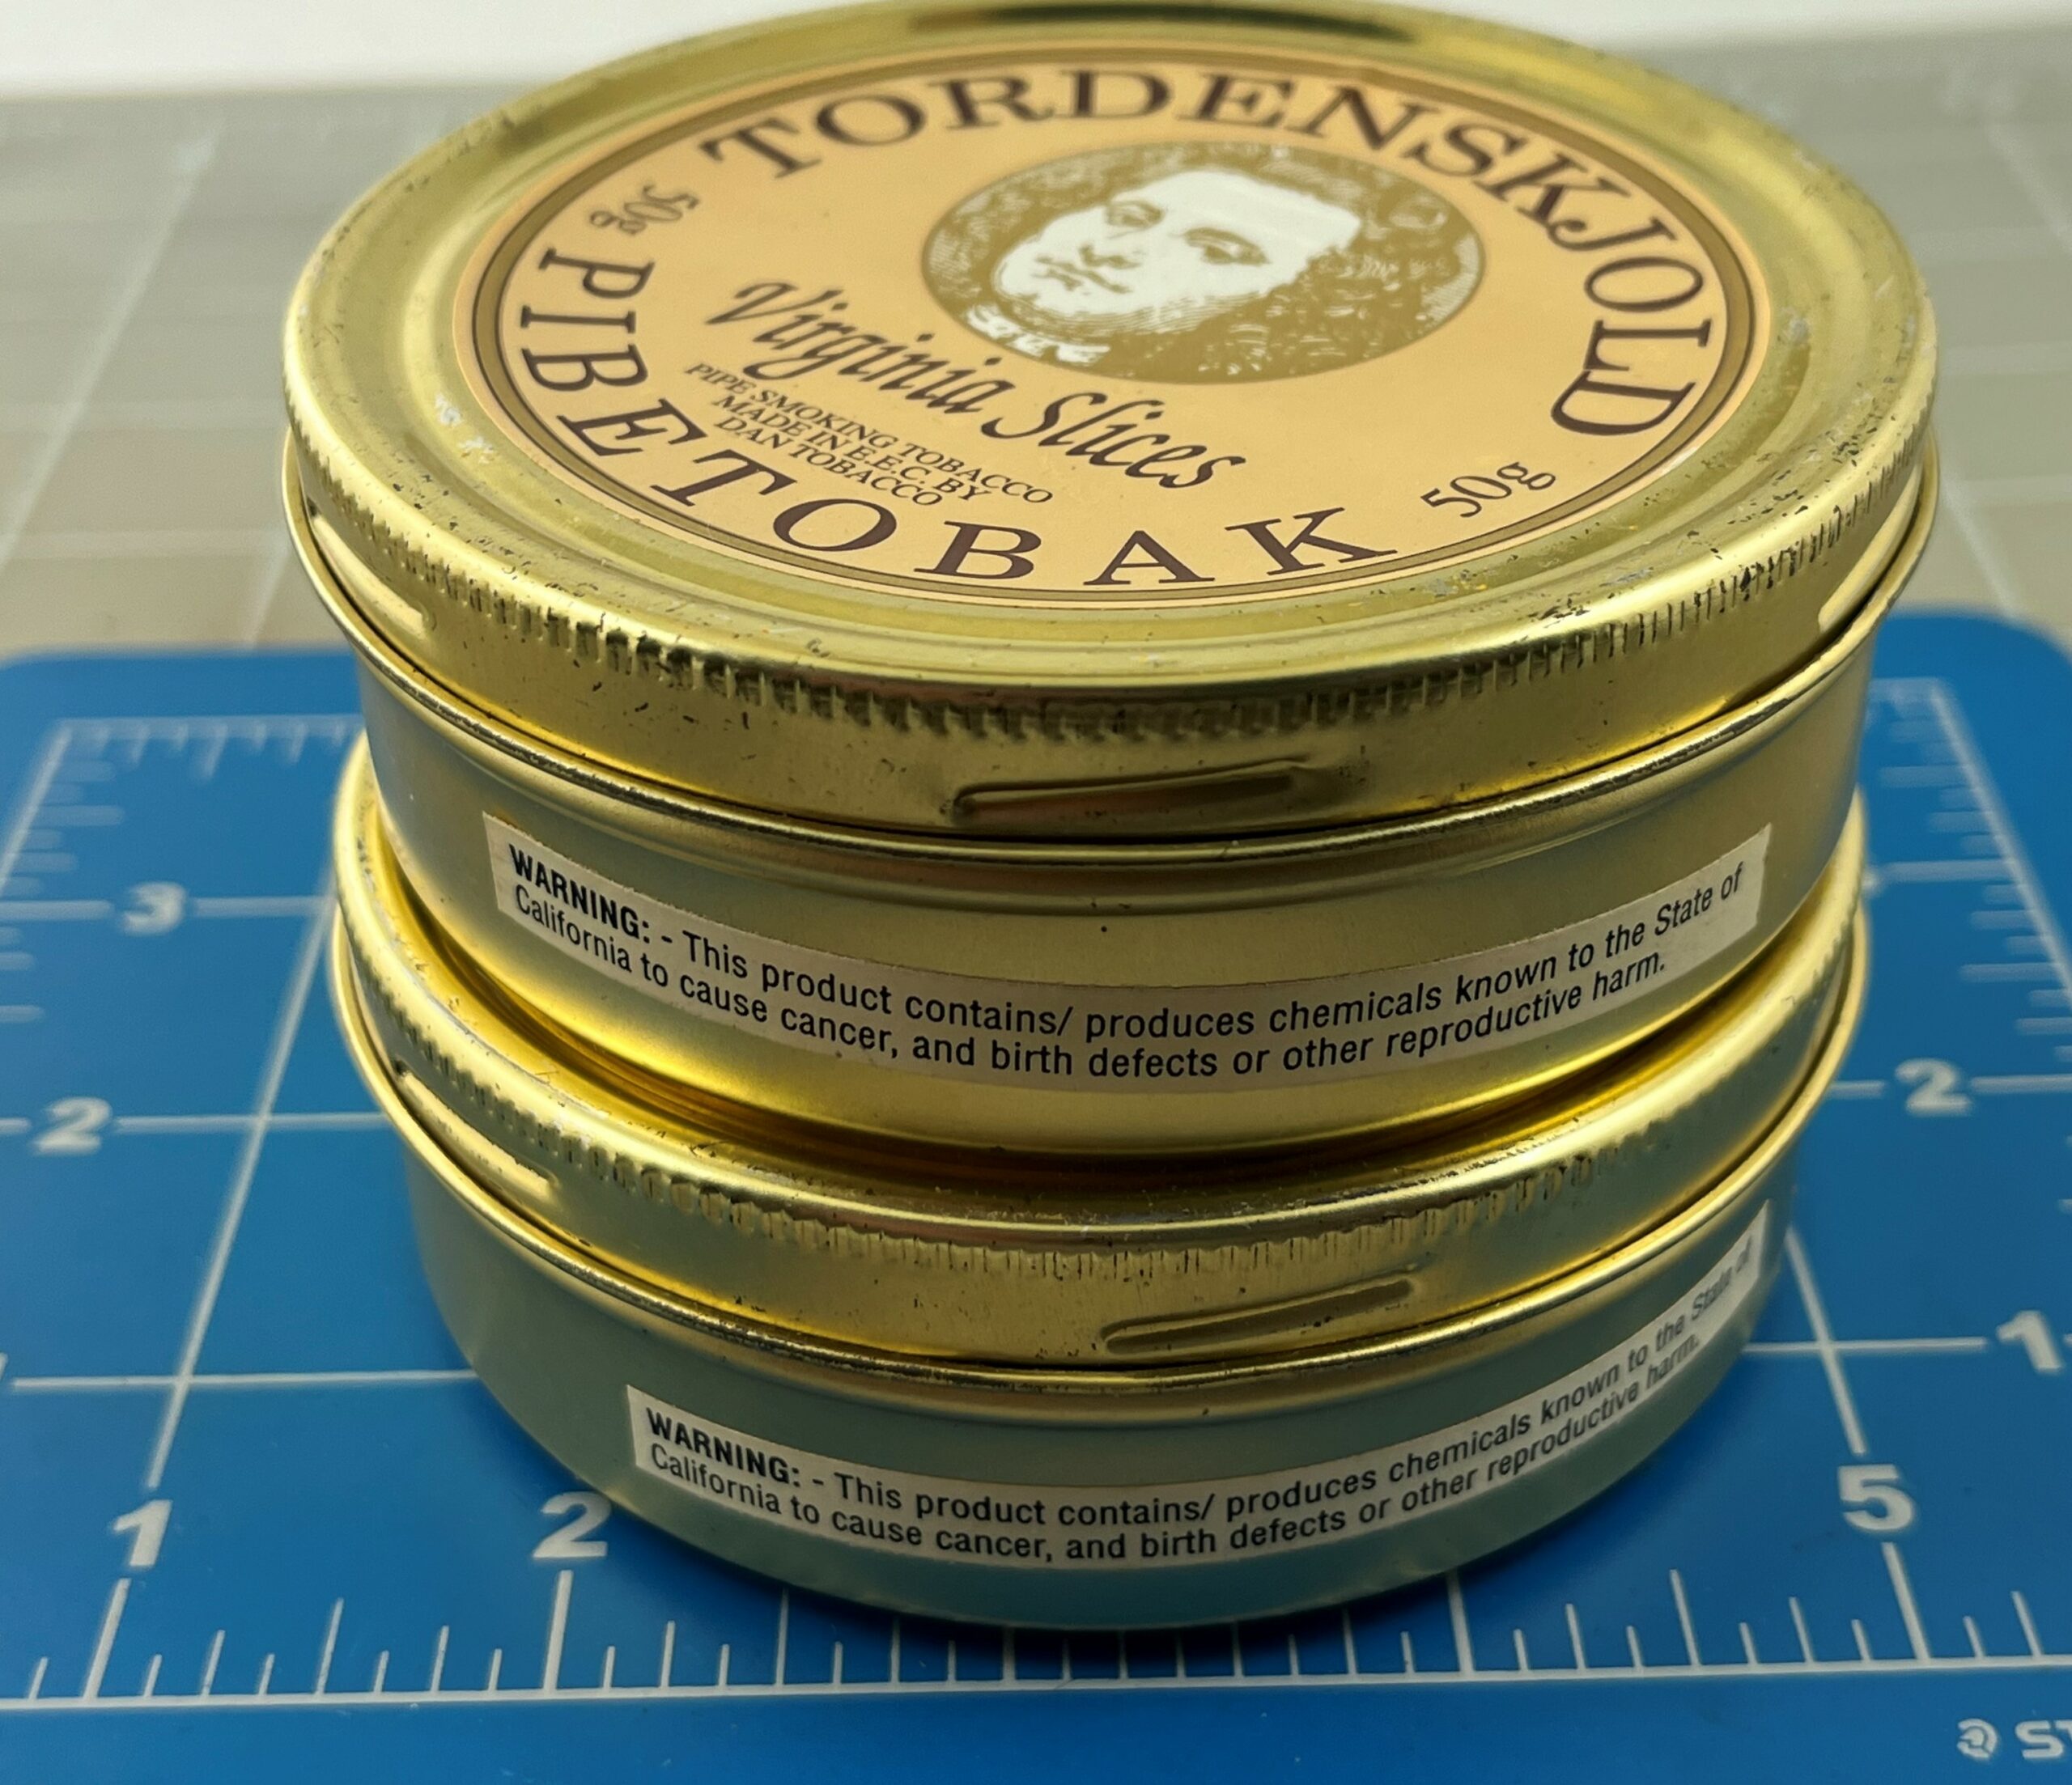 TORDENSKJOLD
50g
50g
Virginia Slices
PIPE SMOKING TOBACCO
MADE IN E.E.C. BY
DAN TOBACCO
PIBETOBAK
WARNING: - This product contains/ produces chemicals known to the State of
California to cause cancer, and birth defects or other reproductive harm.
WARNING: - This product contains/ produces chemicals known to the State of
California to cause cancer, and birth defects or other reproductive harm.
3
2
2
1
1
2
5